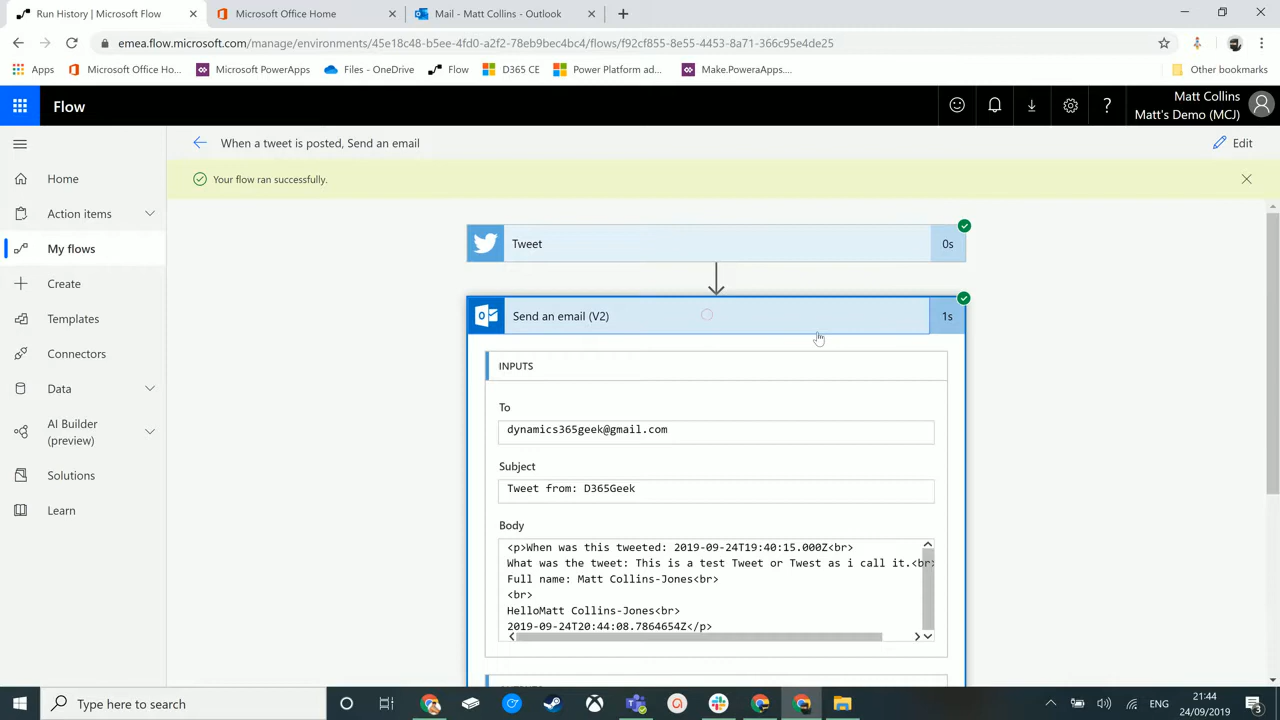 Run History | Microsoft Flow
Microsoft Office Home
Mail - Matt Collins - Outlook
emea.flow.microsoft.com/manage/environments/45e18c48-b5ee-4fd0-a2f2-78eb9bec4bc4/flows/f92cf855-8e55-4453-8a71-366c95e4de25
Apps
Microsoft Office Ho...
Microsoft PowerApps
Files - OneDrive
Flow
D365 CE
Power Platform ad...
Make.PoweraApps....
Other bookmarks
Flow
Matt Collins
Matt's Demo (MCJ)
When a tweet is posted, Send an email
Edit
Your flow ran successfully.
Home
Action items
My flows
Create
Templates
Connectors
Data
AI Builder
(preview)
Solutions
Learn
Tweet
0s
Send an email (V2)
1s
INPUTS
To
dynamics365geek@gmail.com
Subject
Tweet from: D365Geek
Body
<p>When was this tweeted: 2019-09-24T19:40:15.000Z<br>
What was the tweet: This is a test Tweet or Twest as i call it.<br>
Full name: Matt Collins-Jones<br>
<br>
HelloMatt Collins-Jones<br>
2019-09-24T20:44:08.7864654Z</p>
Type here to search
ENG
21:44
24/09/2019
3